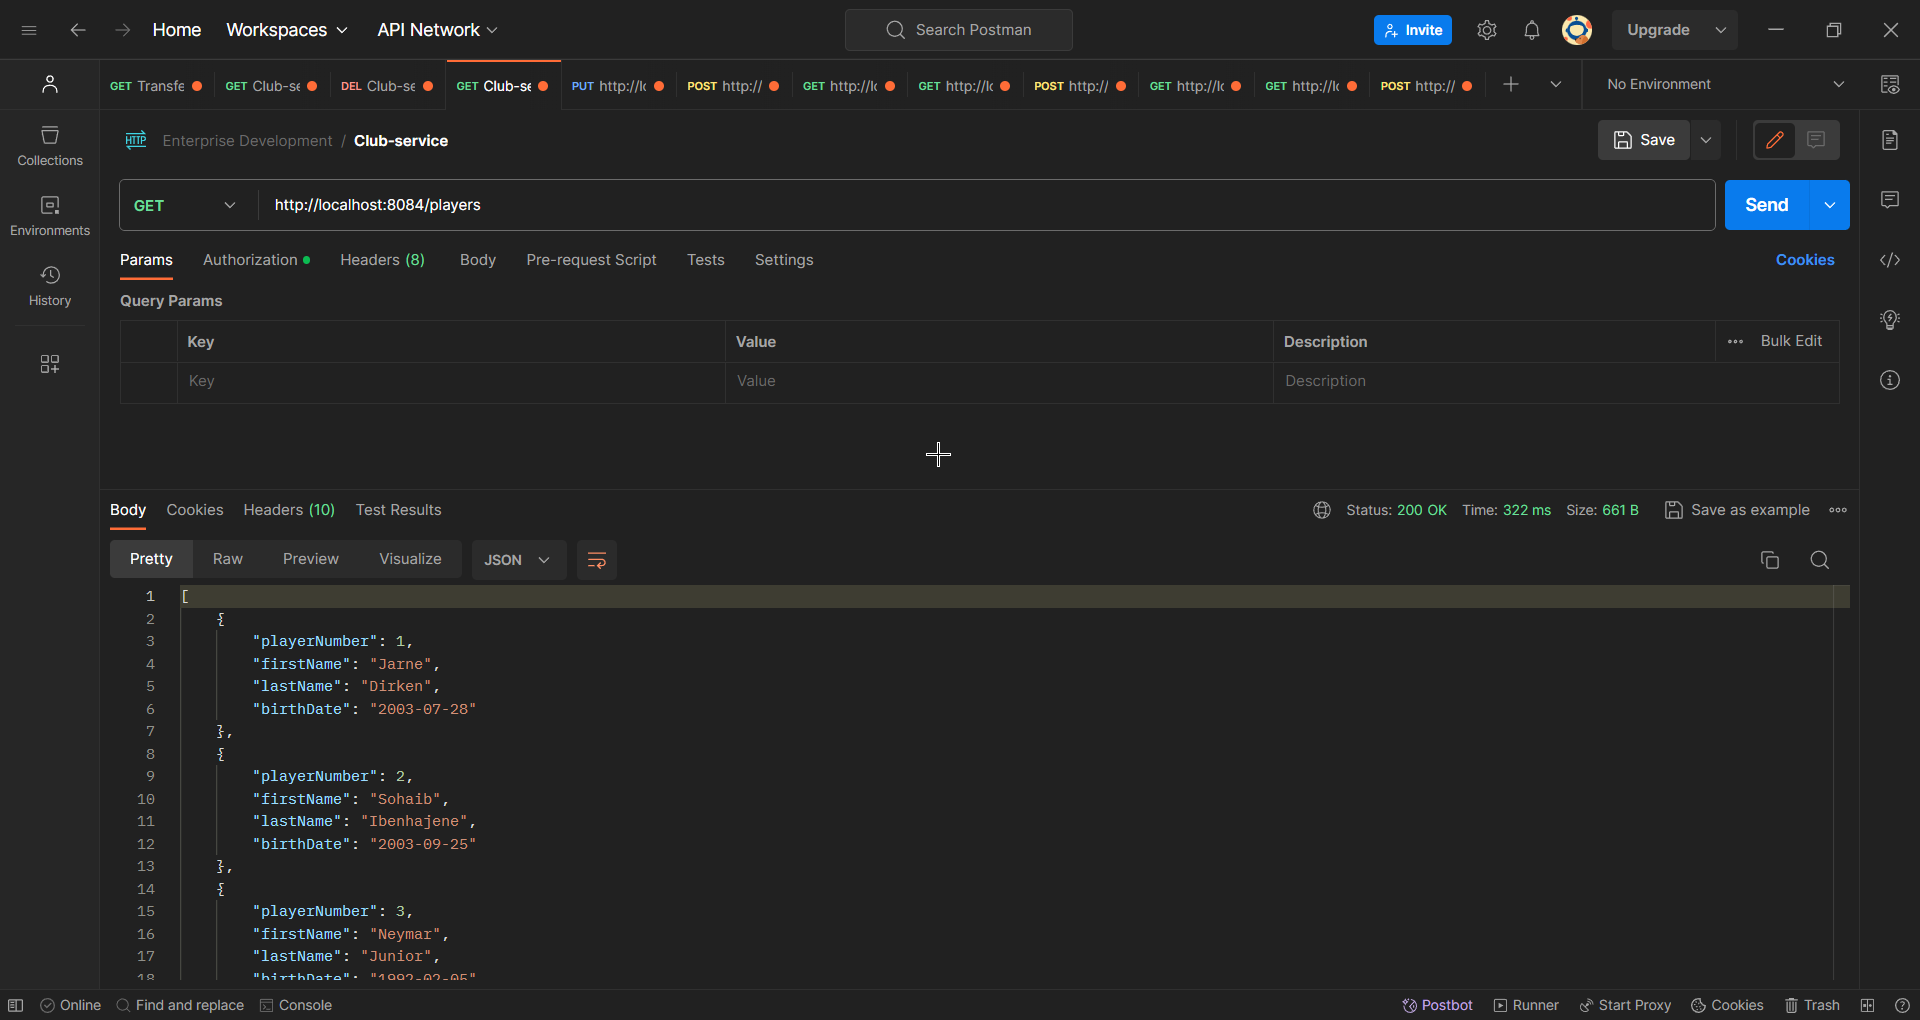 Home Workspaces API Network Search Postman Invite Upgrade
GET Transfe GET Club-se DEL Club-se GET Club-se PUT http://lc POST http:// GET http://lc GET http://lc POST http:// GET http://lc GET http://lc POST http:// No Environment
HTTP Enterprise Development / Club-service Save
Collections
GET http://localhost:8084/players Send
Environments
Params Authorization Headers (8) Body Pre-request Script Tests Settings Cookies
History
Query Params
Key Value Description Bulk Edit
Key Value Description
Body Cookies Headers (10) Test Results Status: 200 OK Time: 322 ms Size: 661 B Save as example
Pretty Raw Preview Visualize JSON
1 [
2 {
3 "playerNumber": 1,
4 "firstName": "Jarne",
5 "lastName": "Dirken",
6 "birthDate": "2003-07-28"
7 },
8 {
9 "playerNumber": 2,
10 "firstName": "Sohaib",
11 "lastName": "Ibenhajene",
12 "birthDate": "2003-09-25"
13 },
14 {
15 "playerNumber": 3,
16 "firstName": "Neymar",
17 "lastName": "Junior",
18 "birthDate": "1992-02-05"
Online Find and replace Console Postbot Runner Start Proxy Cookies Trash